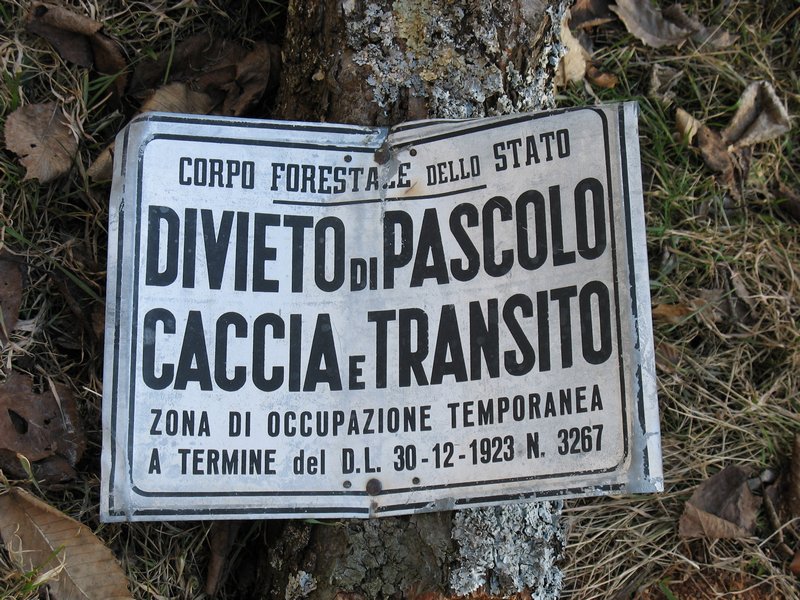 CORPO FORESTALE DELLO STATO
DIVIETO DI PASCOLO
CACCIA E TRANSITO
ZONA DI OCCUPAZIONE TEMPORANEA
A TERMINE del D.L. 30-12-1923 N. 3267